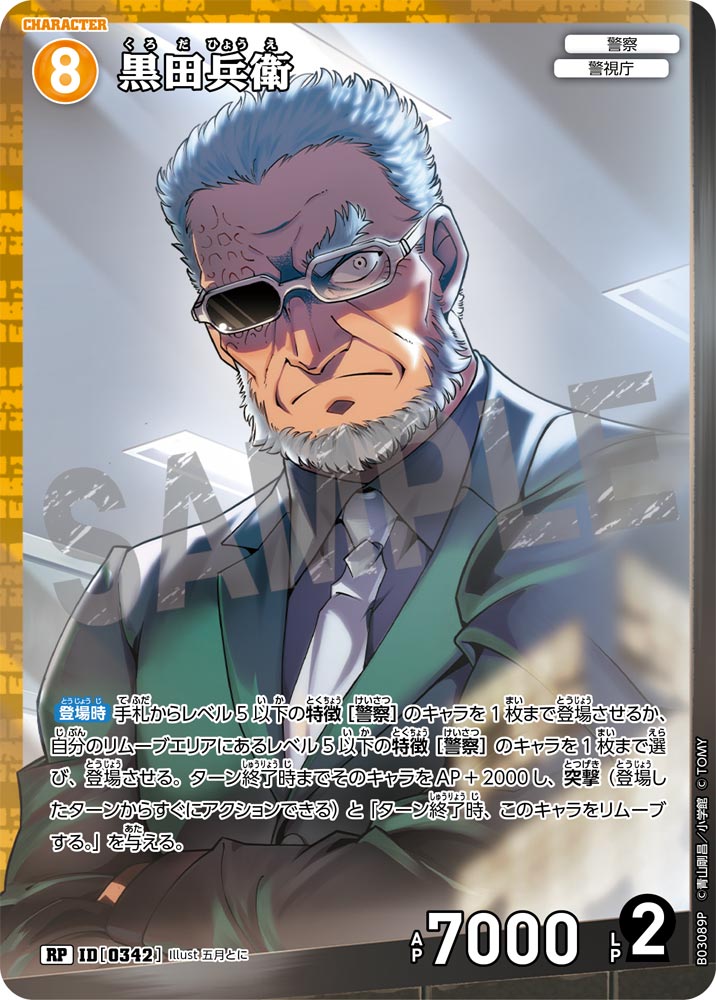 CHARACTER
8
くろだひょうえ
黒田兵衛
警察
警視庁
SAMPLE
登場時 手札からレベル5以下の特徴[警察]のキャラを1枚まで登場させるか、
自分のリムーブエリアにあるレベル5以下の特徴[警察]のキャラを1枚まで選
び、登場させる。ターン終了時までそのキャラをAP+2000し、突撃(登場し
たターンからすぐにアクションできる)と「ターン終了時、このキャラをリムーブ
する。」を与える。
AP 7000 LP 2
RP ID[0342] Illust 五月とに
B03089P ©青山剛昌/小学館 ©TOMY